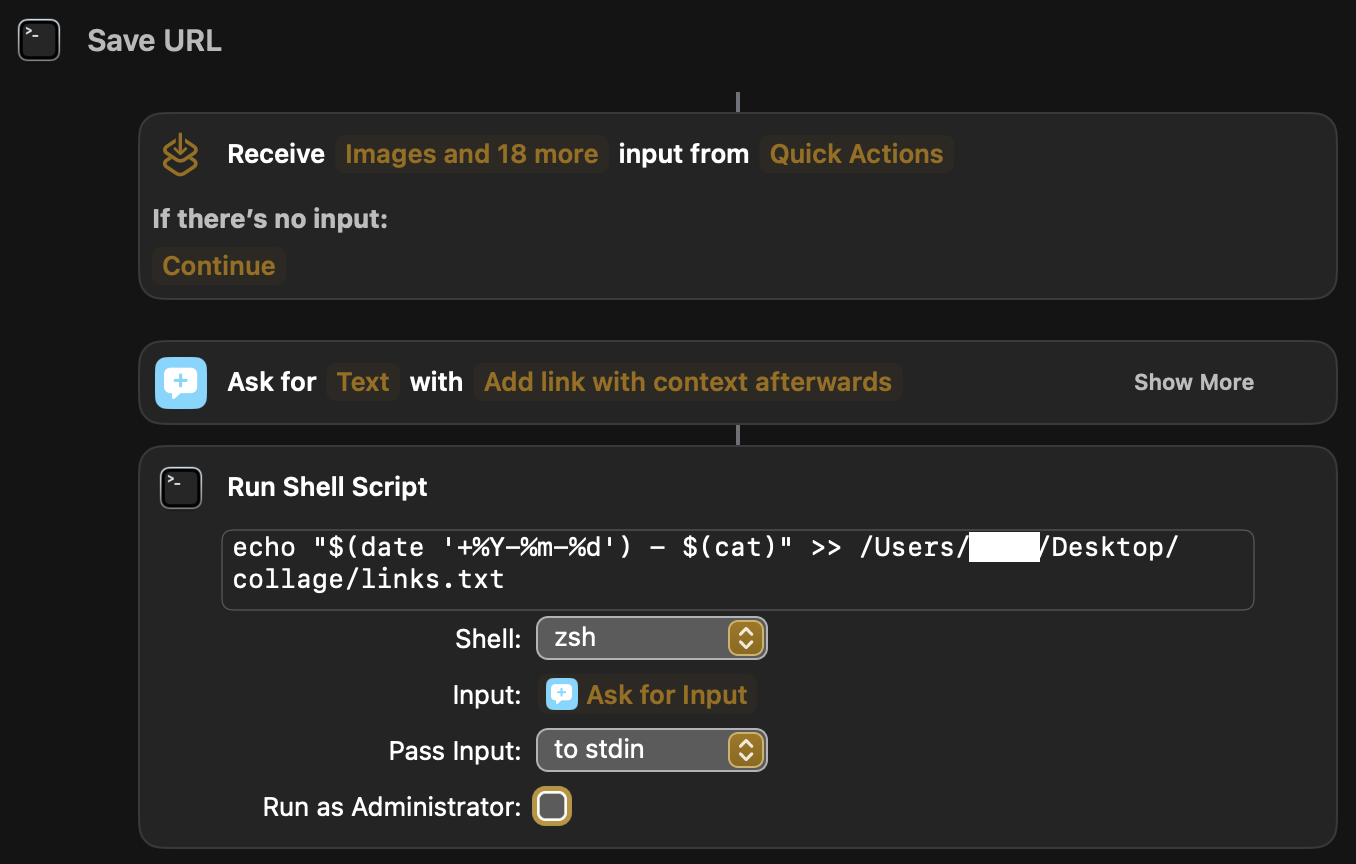 Save URL
Receive Images and 18 more input from Quick Actions
If there’s no input:
Continue
Ask for Text with Add link with context afterwards Show More
Run Shell Script
echo "$(date '+%Y-%m-%d') - $(cat)" >> /Users/ /Desktop/
collage/links.txt
Shell: zsh
Input: Ask for Input
Pass Input: to stdin
Run as Administrator: